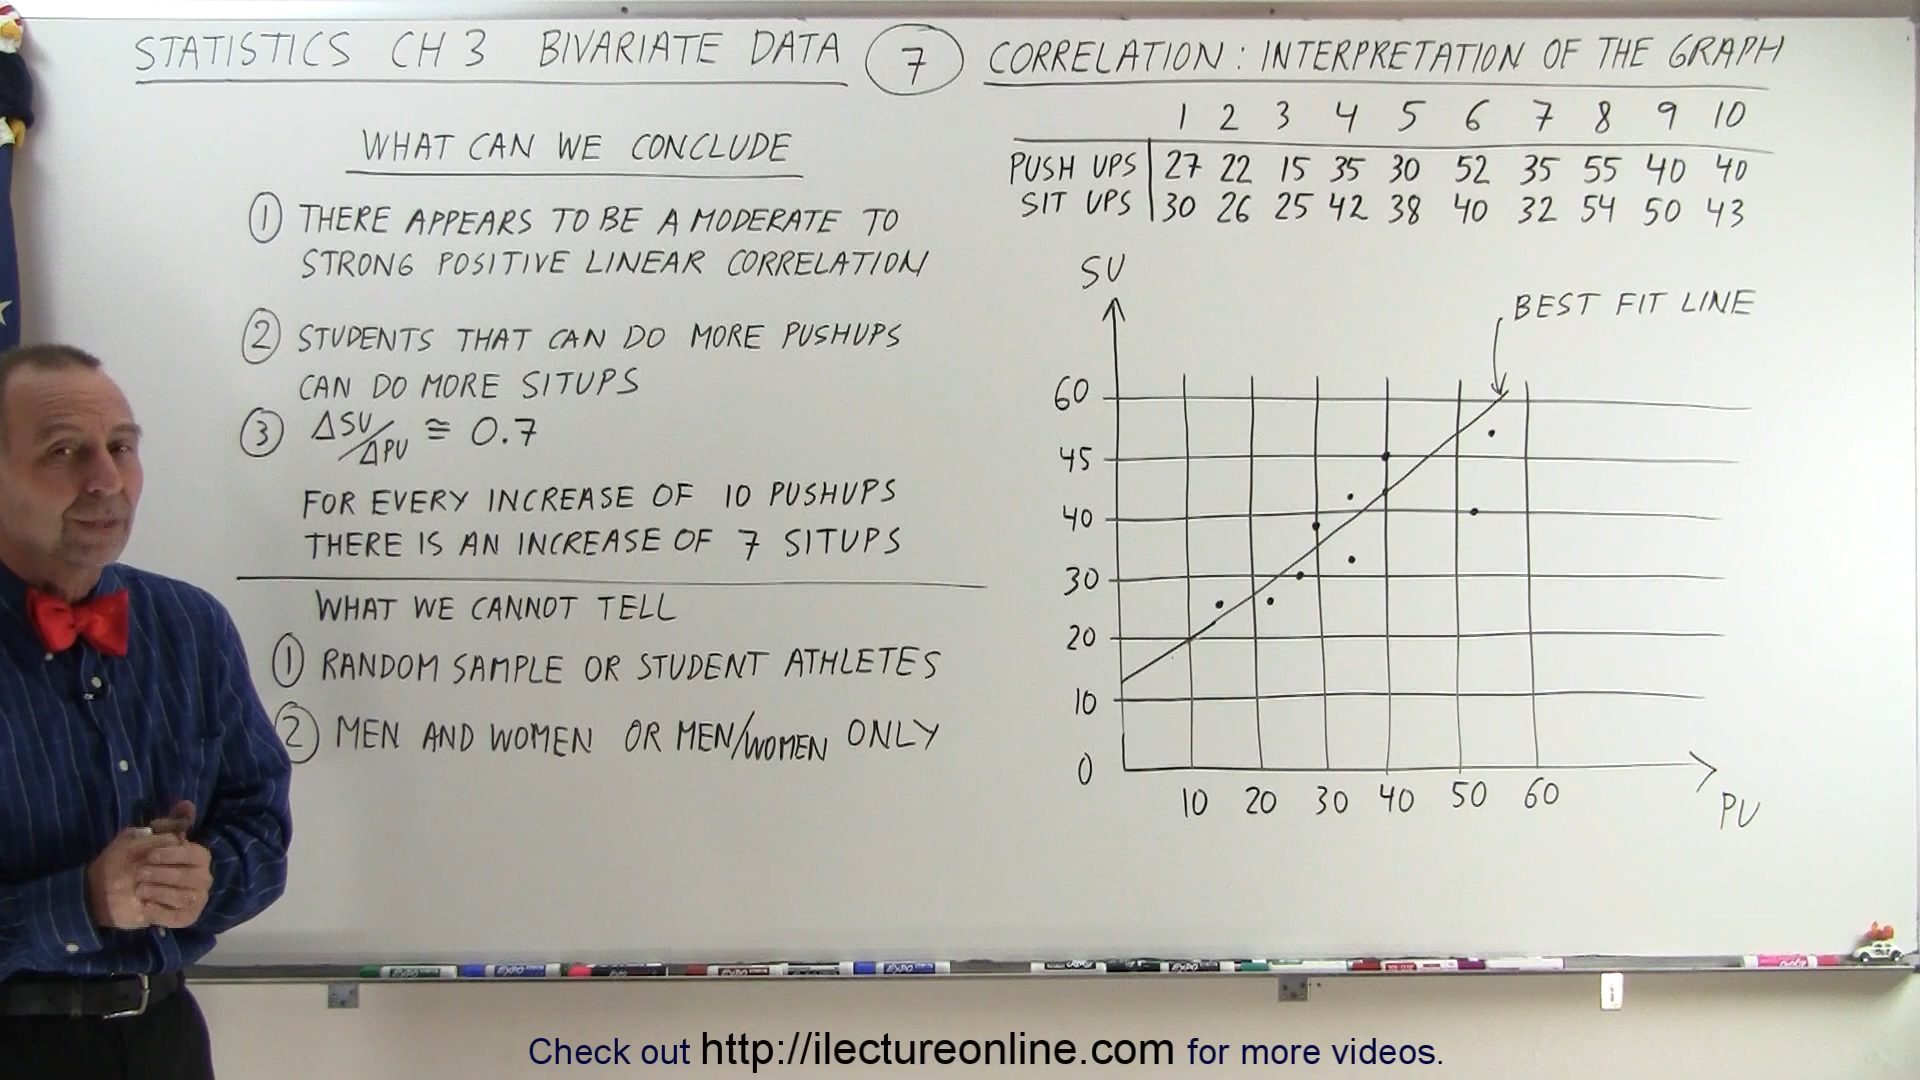 STATISTICS CH 3 BIVARIATE DATA 7 CORRELATION: INTERPRETATION OF THE GRAPH
WHAT CAN WE CONCLUDE
1 THERE APPEARS TO BE A MODERATE TO
STRONG POSITIVE LINEAR CORRELATION
2 STUDENTS THAT CAN DO MORE PUSHUPS
CAN DO MORE SITUPS
3 ΔSU/ΔPU ≅ 0.7
FOR EVERY INCREASE OF 10 PUSHUPS
THERE IS AN INCREASE OF 7 SITUPS
WHAT WE CANNOT TELL
1 RANDOM SAMPLE OR STUDENT ATHLETES
2 MEN AND WOMEN OR MEN/WOMEN ONLY
1 2 3 4 5 6 7 8 9 10
PUSH UPS 27 22 15 35 30 52 35 55 40 40
SIT UPS 30 26 25 42 38 40 32 54 50 43
SU
BEST FIT LINE
60
45
40
30
20
10
0
10 20 30 40 50 60
PU
Check out http://ilectureonline.com for more videos.